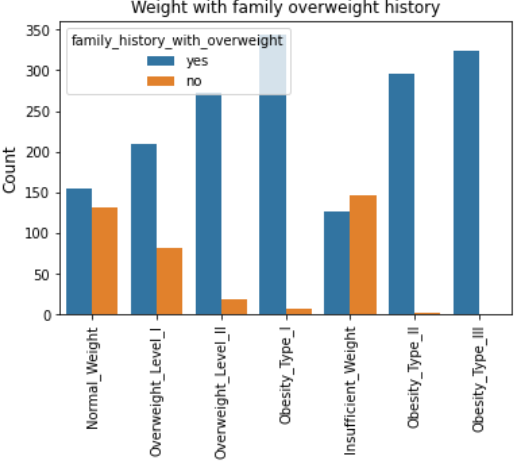 Weight with family overweight history
family_history_with_overweight
yes
no
Count
350
300
250
200
150
100
50
0
Normal_Weight
Overweight_Level_I
Overweight_Level_II
Obesity_Type_I
Insufficient_Weight
Obesity_Type_II
Obesity_Type_III